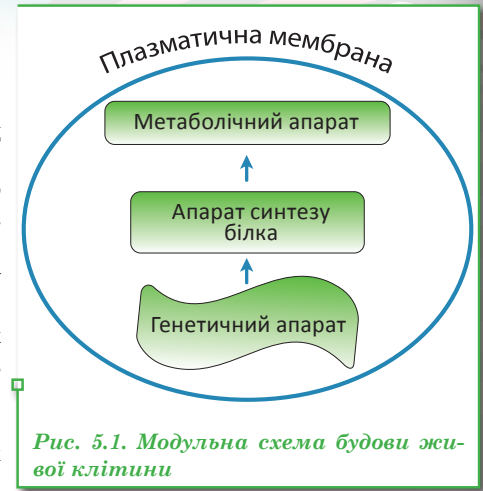 Плазматична мембрана
Метаболічний апарат
Апарат синтезу
білка
Генетичний апарат
Рис. 5.1. Модульна схема будови жи-
вої клітини